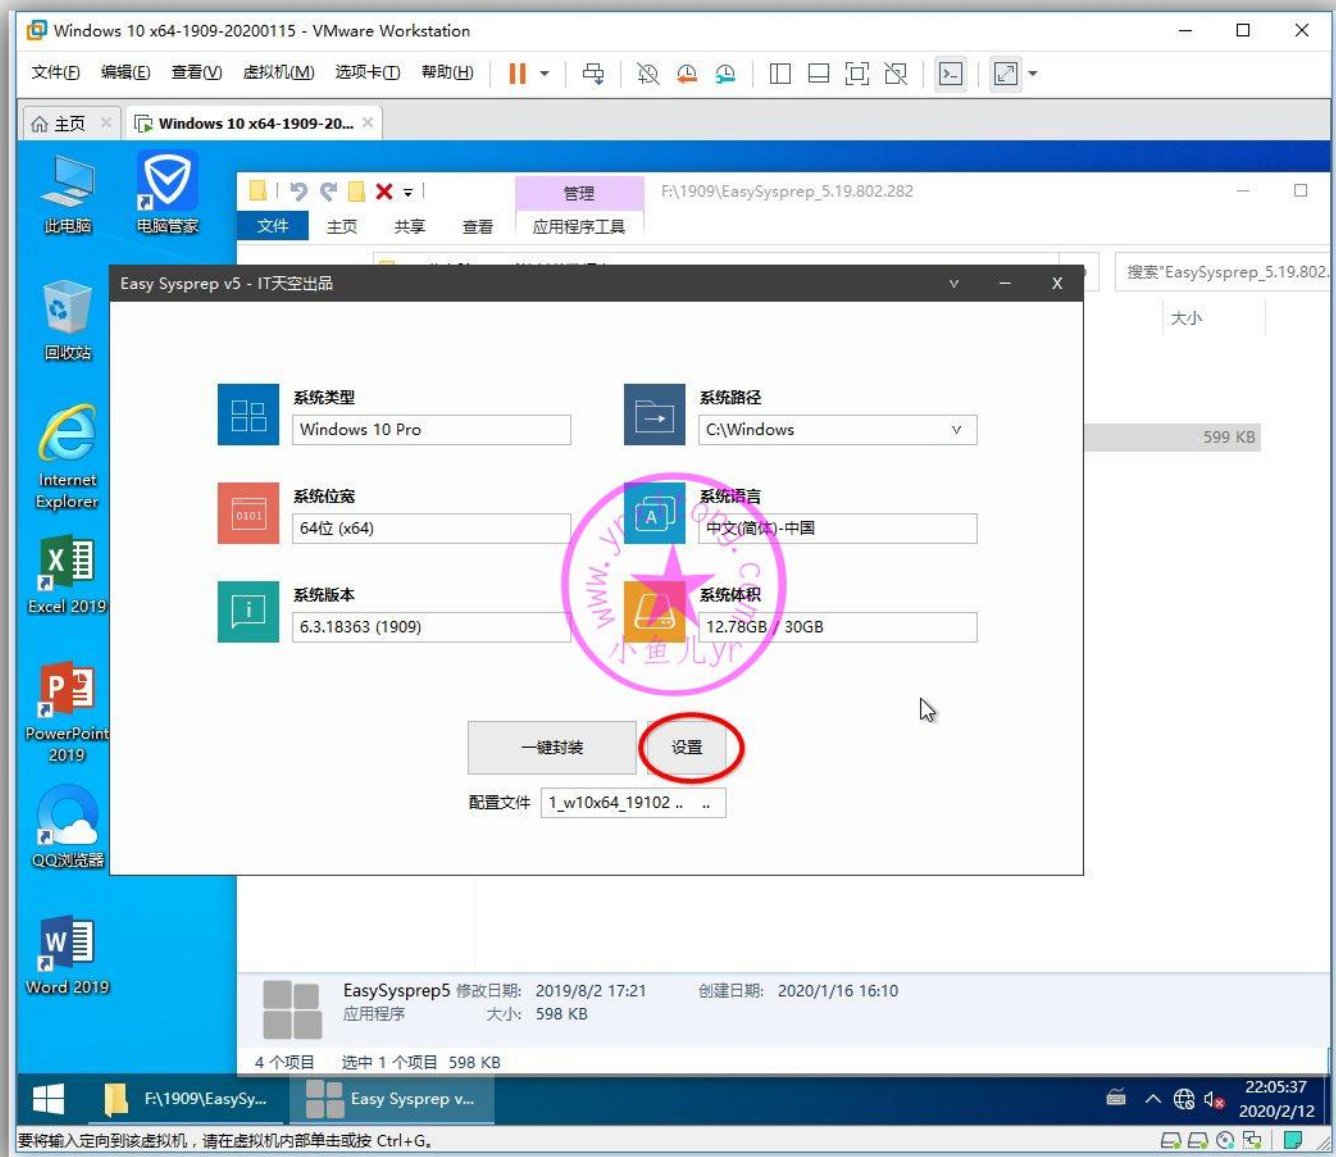 Windows 10 x64-1909-20200115 - VMware Workstation
文件(F) 编辑(E) 查看(V) 虚拟机(M) 选项卡(T) 帮助(H)
主页 Windows 10 x64-1909-20...
管理 F:\1909\EasySysprep_5.19.802.282
文件 主页 共享 查看 应用程序工具
搜索"EasySysprep_5.19.802.
大小
599 KB
此电脑
电脑管家
回收站
Internet
Explorer
Excel 2019
PowerPoint
2019
QQ浏览器
Word 2019
Easy Sysprep v5 - IT天空出品
系统类型
Windows 10 Pro
系统路径
C:\Windows
系统位宽
0101
64位 (x64)
系统语言
A
中文(简体)-中国
系统版本
i
6.3.18363 (1909)
系统体积
12.78GB / 30GB
www.yrxitong.com
小鱼儿yr
一键封装 设置
配置文件 1_w10x64_19102 .. ..
EasySysprep5 修改日期: 2019/8/2 17:21 创建日期: 2020/1/16 16:10
应用程序 大小: 598 KB
4 个项目 选中 1 个项目 598 KB
F:\1909\EasySy... Easy Sysprep v...
22:05:37
2020/2/12
要将输入定向到该虚拟机，请在虚拟机内部单击或按 Ctrl+G。